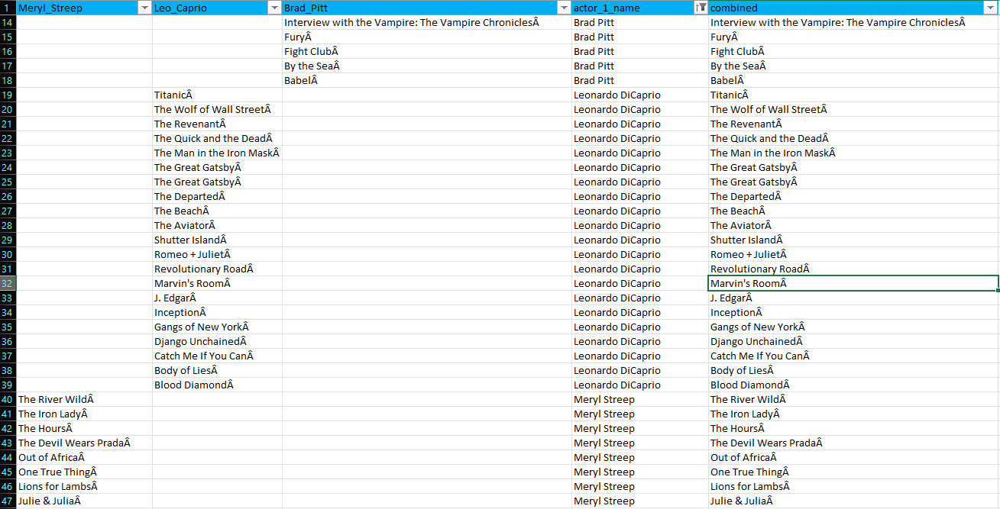 1 Meryl_Streep Leo_Caprio Brad_Pitt actor_1_name combined
14 Interview with the Vampire: The Vampire ChroniclesÂ Brad Pitt Interview with the Vampire: The Vampire ChroniclesÂ
15 FuryÂ Brad Pitt FuryÂ
16 Fight ClubÂ Brad Pitt Fight ClubÂ
17 By the SeaÂ Brad Pitt By the SeaÂ
18 BabelÂ Brad Pitt BabelÂ
19 TitanicÂ Leonardo DiCaprio TitanicÂ
20 The Wolf of Wall StreetÂ Leonardo DiCaprio The Wolf of Wall StreetÂ
21 The RevenantÂ Leonardo DiCaprio The RevenantÂ
22 The Quick and the DeadÂ Leonardo DiCaprio The Quick and the DeadÂ
23 The Man in the Iron MaskÂ Leonardo DiCaprio The Man in the Iron MaskÂ
24 The Great GatsbyÂ Leonardo DiCaprio The Great GatsbyÂ
25 The Great GatsbyÂ Leonardo DiCaprio The Great GatsbyÂ
26 The DepartedÂ Leonardo DiCaprio The DepartedÂ
27 The BeachÂ Leonardo DiCaprio The BeachÂ
28 The AviatorÂ Leonardo DiCaprio The AviatorÂ
29 Shutter IslandÂ Leonardo DiCaprio Shutter IslandÂ
30 Romeo + JulietÂ Leonardo DiCaprio Romeo + JulietÂ
31 Revolutionary RoadÂ Leonardo DiCaprio Revolutionary RoadÂ
32 Marvin's RoomÂ Leonardo DiCaprio Marvin's RoomÂ
33 J. EdgarÂ Leonardo DiCaprio J. EdgarÂ
34 InceptionÂ Leonardo DiCaprio InceptionÂ
35 Gangs of New YorkÂ Leonardo DiCaprio Gangs of New YorkÂ
36 Django UnchainedÂ Leonardo DiCaprio Django UnchainedÂ
37 Catch Me If You CanÂ Leonardo DiCaprio Catch Me If You CanÂ
38 Body of LiesÂ Leonardo DiCaprio Body of LiesÂ
39 Blood DiamondÂ Leonardo DiCaprio Blood DiamondÂ
40 The River WildÂ Meryl Streep The River WildÂ
41 The Iron LadyÂ Meryl Streep The Iron LadyÂ
42 The HoursÂ Meryl Streep The HoursÂ
43 The Devil Wears PradaÂ Meryl Streep The Devil Wears PradaÂ
44 Out of AfricaÂ Meryl Streep Out of AfricaÂ
45 One True ThingÂ Meryl Streep One True ThingÂ
46 Lions for LambsÂ Meryl Streep Lions for LambsÂ
47 Julie & JuliaÂ Meryl Streep Julie & JuliaÂ